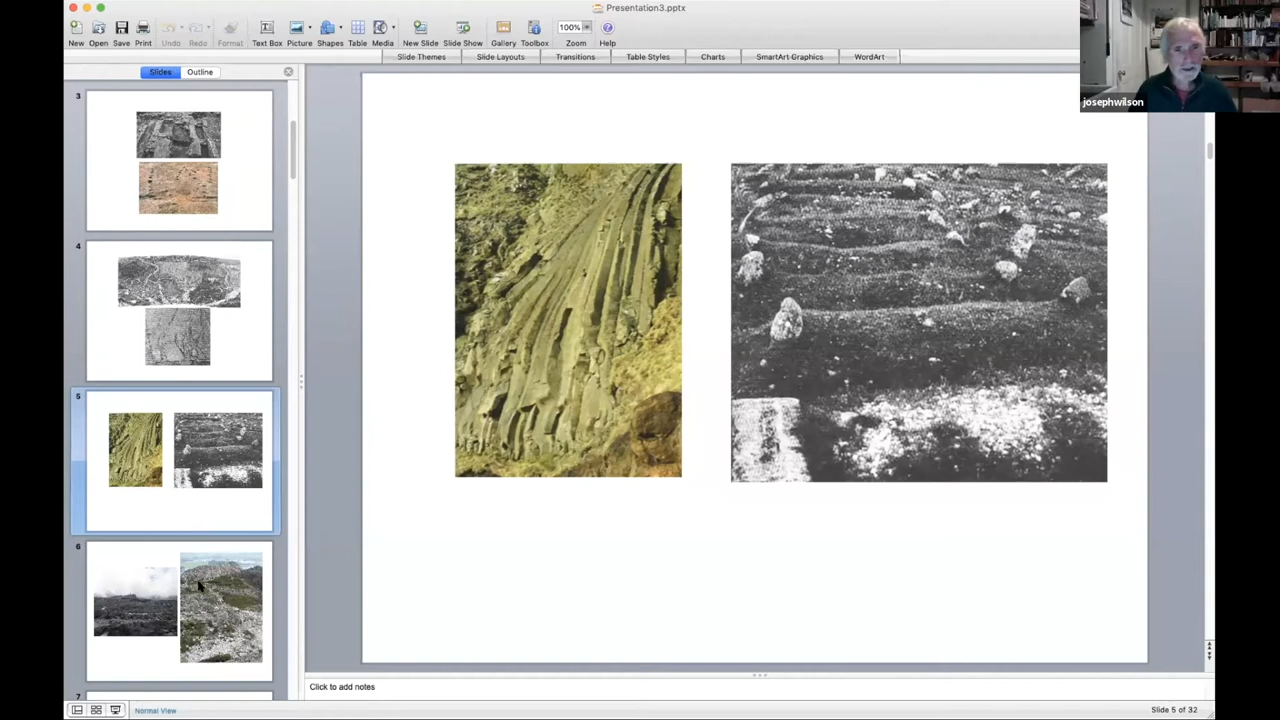 Presentation3.pptx
New Open Save Print Undo Redo Format Text Box Picture Shapes Table Media New Slide Slide Show Gallery Toolbox Zoom Help
100%
Slide Themes Slide Layouts Transitions Table Styles Charts SmartArt Graphics WordArt
Slides Outline
josephwilson
3
4
5
6
7
Click to add notes
Normal View
Slide 5 of 32